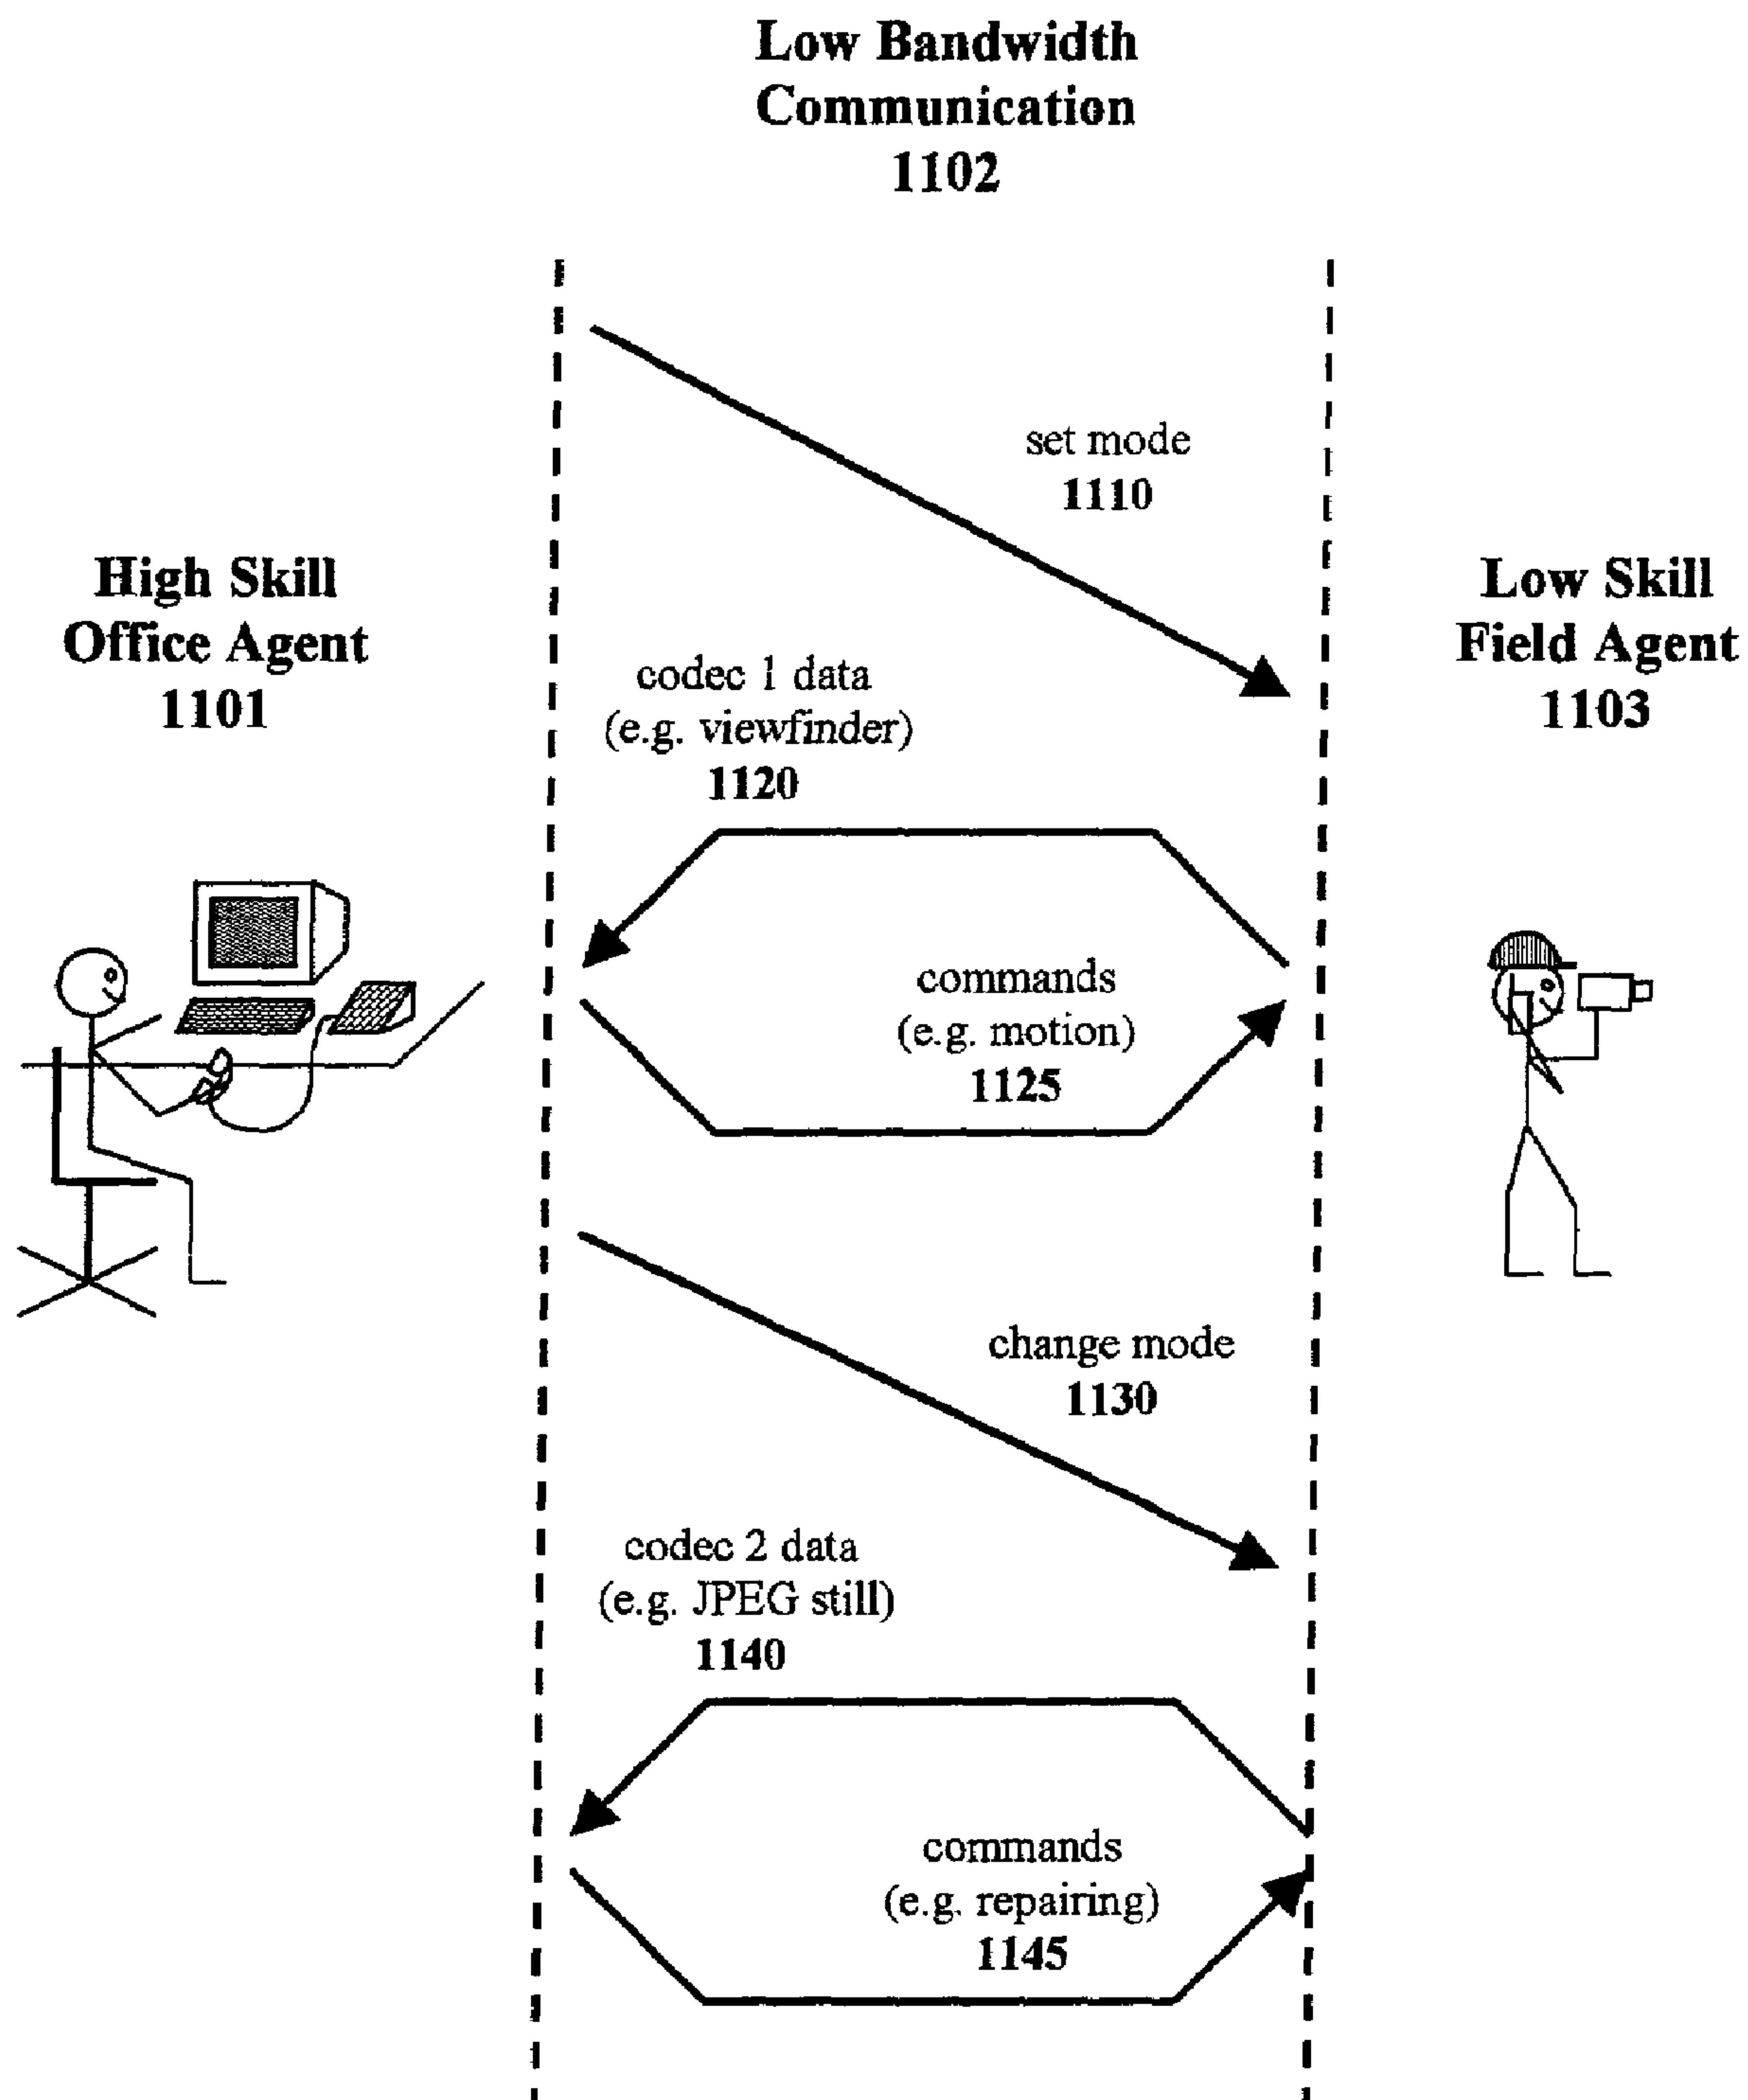 Low Bandwidth
Communication
1102
set mode
1110
High Skill
Office Agent
1101
Low Skill
Field Agent
1103
codec 1 data
(e.g. viewfinder)
1120
commands
(e.g. motion)
1125
change mode
1130
codec 2 data
(e.g. JPEG still)
1140
commands
(e.g. repairing)
1145